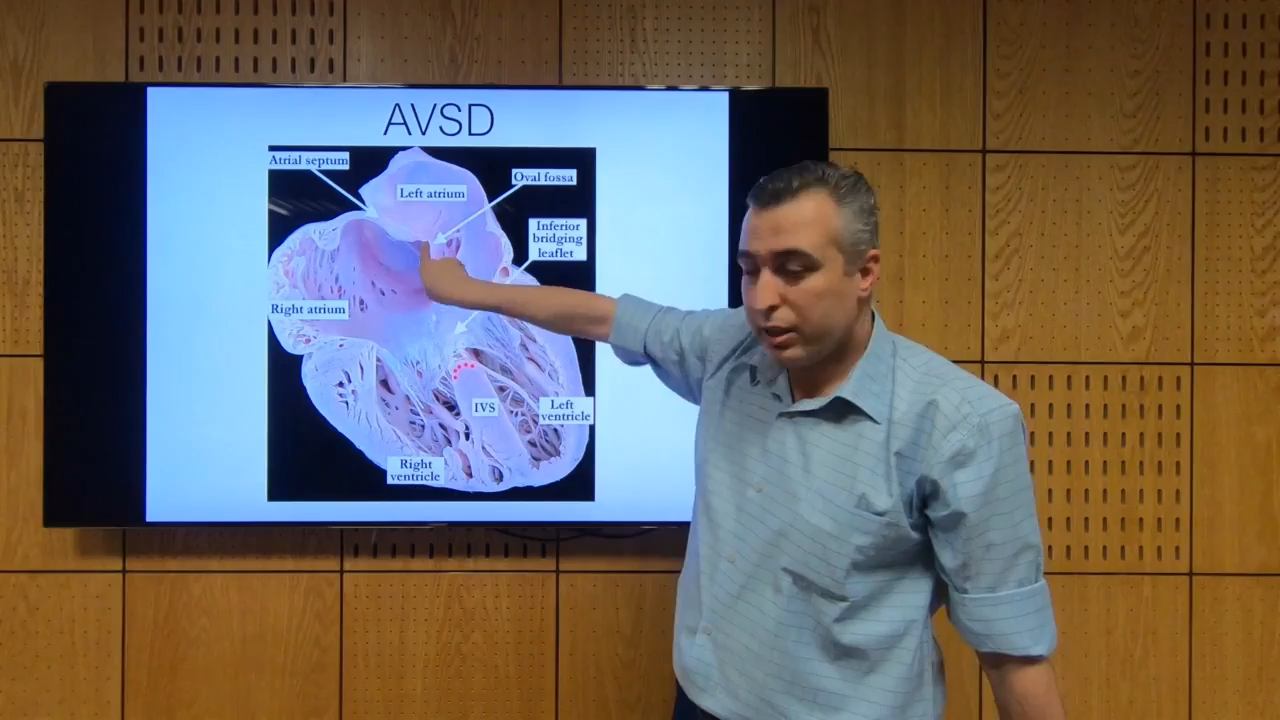 AVSD
Atrial septum
Left atrium
Oval fossa
Inferior
bridging
leaflet
Right atrium
IVS
Left
ventricle
Right
ventricle